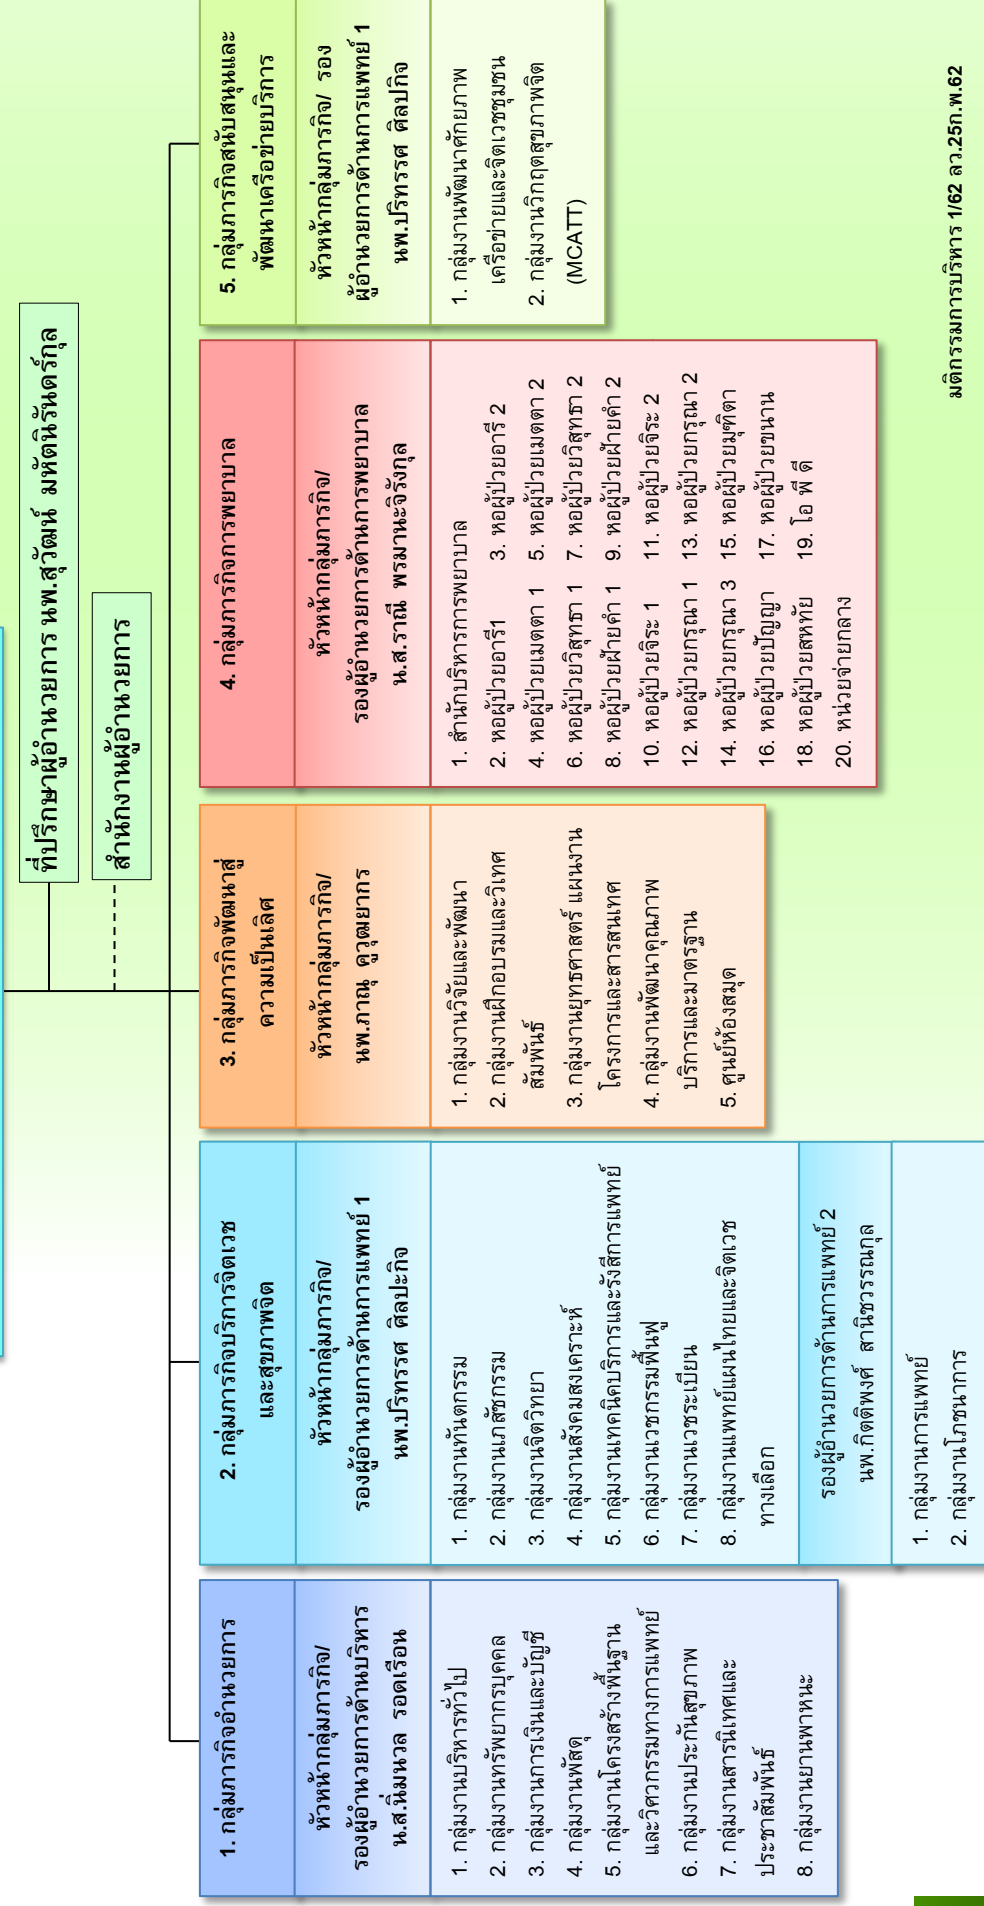 ที่ปรึกษาผู้อำนวยการ นพ.สุวัฒน์ มหัตนิรันดร์กุล
สำนักงานผู้อำนวยการ
1. กลุ่มภารกิจอำนวยการ
หัวหน้ากลุ่มภารกิจ/
รองผู้อำนวยการด้านบริหาร
น.ส.นิ่มนวล รอดเรือน
1. กลุ่มงานบริหารทั่วไป
2. กลุ่มงานทรัพยากรบุคคล
3. กลุ่มงานการเงินและบัญชี
4. กลุ่มงานพัสดุ
5. กลุ่มงานโครงสร้างพื้นฐาน
และวิศวกรรมทางการแพทย์
6. กลุ่มงานประกันสุขภาพ
7. กลุ่มงานสารนิเทศและ
ประชาสัมพันธ์
8. กลุ่มงานยานพาหนะ
2. กลุ่มภารกิจบริการจิตเวช
และสุขภาพจิต
หัวหน้ากลุ่มภารกิจ/
รองผู้อำนวยการด้านการแพทย์ 1
นพ.ปริทรรศ ศิลปะกิจ
1. กลุ่มงานทันตกรรม
2. กลุ่มงานเภสัชกรรม
3. กลุ่มงานจิตวิทยา
4. กลุ่มงานสังคมสงเคราะห์
5. กลุ่มงานเทคนิคบริการและรังสีการแพทย์
6. กลุ่มงานเวชกรรมฟื้นฟู
7. กลุ่มงานเวชระเบียน
8. กลุ่มงานแพทย์แผนไทยและจิตเวช
ทางเลือก
รองผู้อำนวยการด้านการแพทย์ 2
นพ.กิตติพงศ์ สานิชวรรณกุล
1. กลุ่มงานการแพทย์
2. กลุ่มงานโภชนาการ
3. กลุ่มภารกิจพัฒนาสู่
ความเป็นเลิศ
หัวหน้ากลุ่มภารกิจ/
นพ.ภาณุ คูวุฒยากร
1. กลุ่มงานวิจัยและพัฒนา
2. กลุ่มงานฝึกอบรมและวิเทศ
สัมพันธ์
3. กลุ่มงานยุทธศาสตร์ แผนงาน
โครงการและสารสนเทศ
4. กลุ่มงานพัฒนาคุณภาพ
บริการและมาตรฐาน
5. ศูนย์ห้องสมุด
4. กลุ่มภารกิจการพยาบาล
หัวหน้ากลุ่มภารกิจ/
รองผู้อำนวยการด้านการพยาบาล
น.ส.ราณี พรมานะจิรังกุล
1. สำนักบริหารการพยาบาล
2. หอผู้ป่วยอารี1 3. หอผู้ป่วยอารี 2
4. หอผู้ป่วยเมตตา 1 5. หอผู้ป่วยเมตตา 2
6. หอผู้ป่วยวิสุทธา 1 7. หอผู้ป่วยวิสุทธา 2
8. หอผู้ป่วยฝ้ายคำ 1 9. หอผู้ป่วยฝ้ายคำ 2
10. หอผู้ป่วยจิระ 1 11. หอผู้ป่วยจิระ 2
12. หอผู้ป่วยกรุณา 1 13. หอผู้ป่วยกรุณา 2
14. หอผู้ป่วยกรุณา 3 15. หอผู้ป่วยมุฑิตา
16. หอผู้ป่วยปัญญา 17. หอผู้ป่วยขนาน
18. หอผู้ป่วยสหทัย 19. โอ พี ดี
20. หน่วยจ่ายกลาง
5. กลุ่มภารกิจสนับสนุนและ
พัฒนาเครือข่ายบริการ
หัวหน้ากลุ่มภารกิจ/ รอง
ผู้อำนวยการด้านการแพทย์ 1
นพ.ปริทรรศ ศิลปกิจ
1. กลุ่มงานพัฒนาศักยภาพ
เครือข่ายและจิตเวชชุมชน
2. กลุ่มงานวิกฤตสุขภาพจิต
(MCATT)
มติกรรมการบริหาร 1/62 ลว.25ก.พ.62